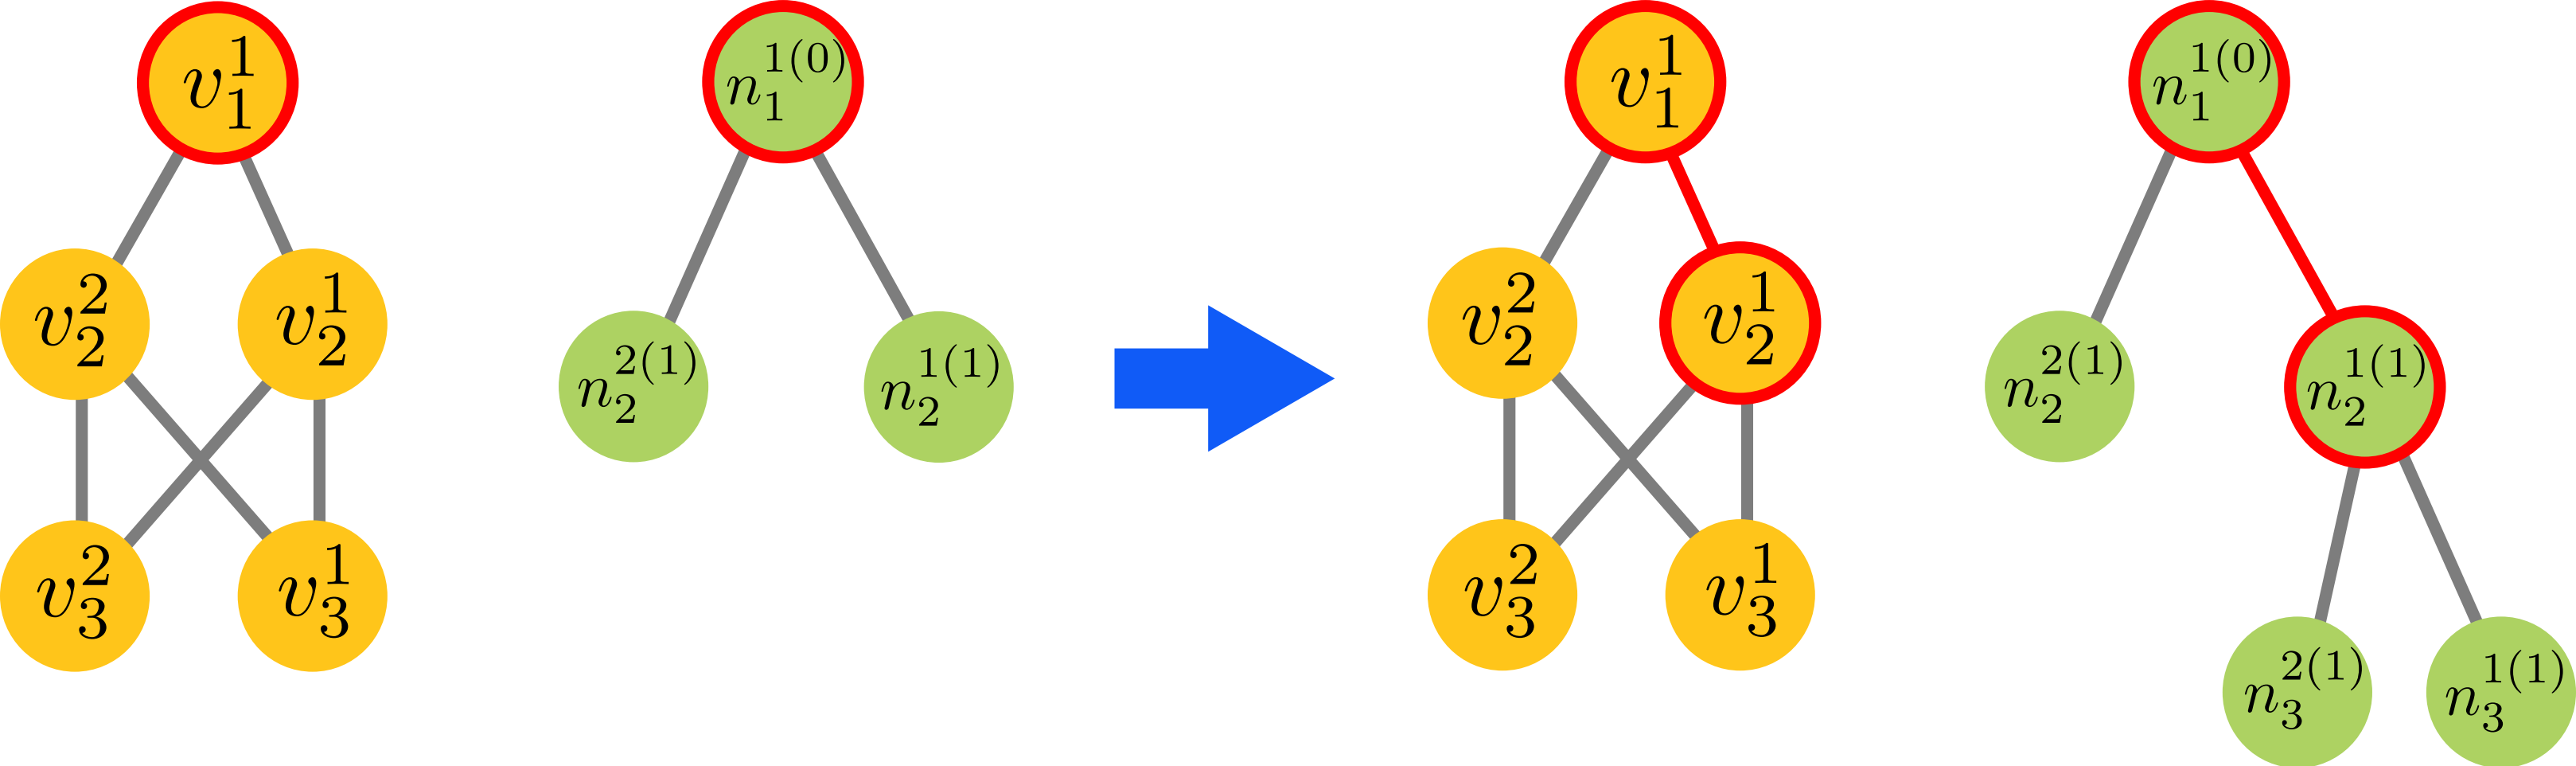 v_1^1
n_1^{1(0)}
v_1^1
n_1^{1(0)}
v_2^2
v_2^1
n_2^{2(1)}
n_2^{1(1)}
v_2^2
v_2^1
n_2^{2(1)}
n_2^{1(1)}
v_3^2
v_3^1
v_3^2
v_3^1
n_3^{2(1)}
n_3^{1(1)}